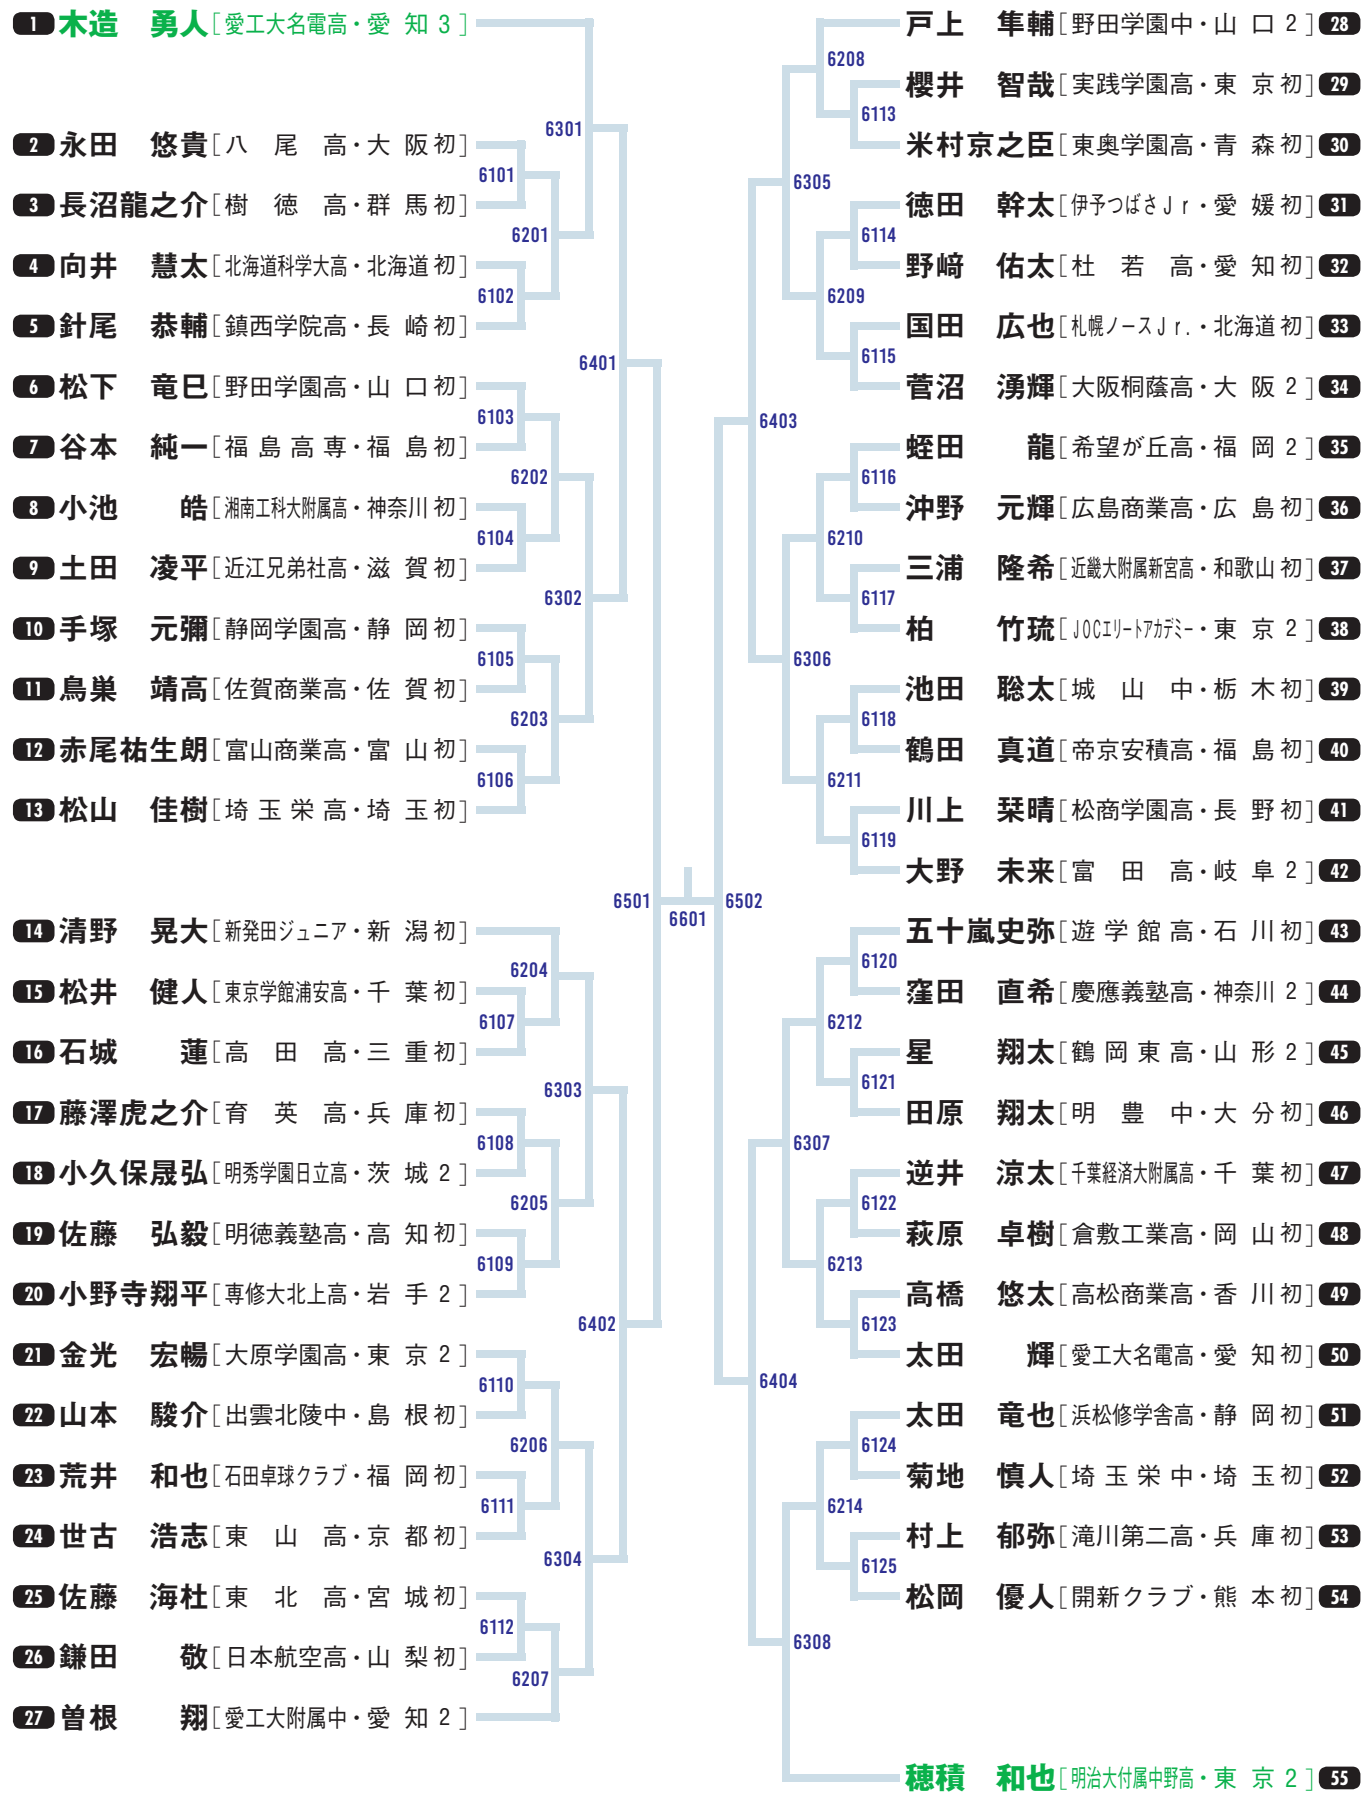 1 木造 勇人[愛工大名電高・愛 知 3]
2 永田 悠貴[八尾高・大 阪 初]
3 長沼龍之介[樹徳高・群 馬 初]
4 向井 慧太[北海道科学大高・北海道 初]
5 針尾 恭輔[鎮西学院高・長 崎 初]
6 松下 竜巳[野田学園高・山 口 初]
7 谷本 純一[福島高専・福 島 初]
8 小池 皓[湘南工科大附属高・神奈川 初]
9 土田 凌平[近江兄弟社高・滋 賀 初]
10 手塚 元彌[静岡学園高・静 岡 初]
11 鳥巣 靖高[佐賀商業高・佐 賀 初]
12 赤尾祐生朗[富山商業高・富 山 初]
13 松山 佳樹[埼玉栄高・埼 玉 初]
14 清野 晃大[新発田ジュニア・新 潟 初]
15 松井 健人[東京学館浦安高・千 葉 初]
16 石城 蓮[高田高・三 重 初]
17 藤澤虎之介[育英高・兵 庫 初]
18 小久保晟弘[明秀学園日立高・茨 城 2]
19 佐藤 弘毅[明徳義塾高・高 知 初]
20 小野寺翔平[専修大北上高・岩 手 2]
21 金光 宏暢[大原学園高・東 京 2]
22 山本 駿介[出雲北陵中・島 根 初]
23 荒井 和也[石田卓球クラブ・福 岡 初]
24 世古 浩志[東山高・京 都 初]
25 佐藤 海杜[東北高・宮 城 初]
26 鎌田 敬[日本航空高・山 梨 初]
27 曽根 翔[愛工大附属中・愛 知 2]
6101
6102
6103
6104
6105
6106
6107
6108
6109
6110
6111
6112
6201
6202
6203
6204
6205
6206
6207
6301
6302
6303
6304
6401
6402
6501
6601
6502
6403
6404
6305
6306
6307
6308
6208
6209
6210
6211
6212
6213
6214
6113
6114
6115
6116
6117
6118
6119
6120
6121
6122
6123
6124
6125
戸上 隼輔[野田学園中・山 口 2]28
櫻井 智哉[実践学園高・東 京 初]29
米村京之臣[東奥学園高・青 森 初]30
徳田 幹太[伊予つばさJr・愛 媛 初]31
野﨑 佑太[杜若高・愛 知 初]32
国田 広也[札幌ノースJr.・北海道 初]33
菅沼 湧輝[大阪桐蔭高・大 阪 2]34
蛭田 龍[希望が丘高・福 岡 2]35
沖野 元輝[広島商業高・広 島 初]36
三浦 隆希[近畿大附属新宮高・和歌山 初]37
柏 竹琉[JOCエリートアカデミー・東 京 2]38
池田 聡太[城山中・栃 木 初]39
鶴田 真道[帝京安積高・福 島 初]40
川上 栞晴[松商学園高・長 野 初]41
大野 未来[富田高・岐 阜 2]42
五十嵐史弥[遊学館高・石 川 初]43
窪田 直希[慶應義塾高・神奈川 2]44
星 翔太[鶴岡東高・山 形 2]45
田原 翔太[明豊中・大 分 初]46
逆井 涼太[千葉経済大附属高・千 葉 初]47
萩原 卓樹[倉敷工業高・岡 山 初]48
高橋 悠太[高松商業高・香 川 初]49
太田 輝[愛工大名電高・愛 知 初]50
太田 竜也[浜松修学舎高・静 岡 初]51
菊地 慎人[埼玉栄中・埼 玉 初]52
村上 郁弥[滝川第二高・兵 庫 初]53
松岡 優人[開新クラブ・熊 本 初]54
穂積 和也[明治大付属中野高・東 京 2]55